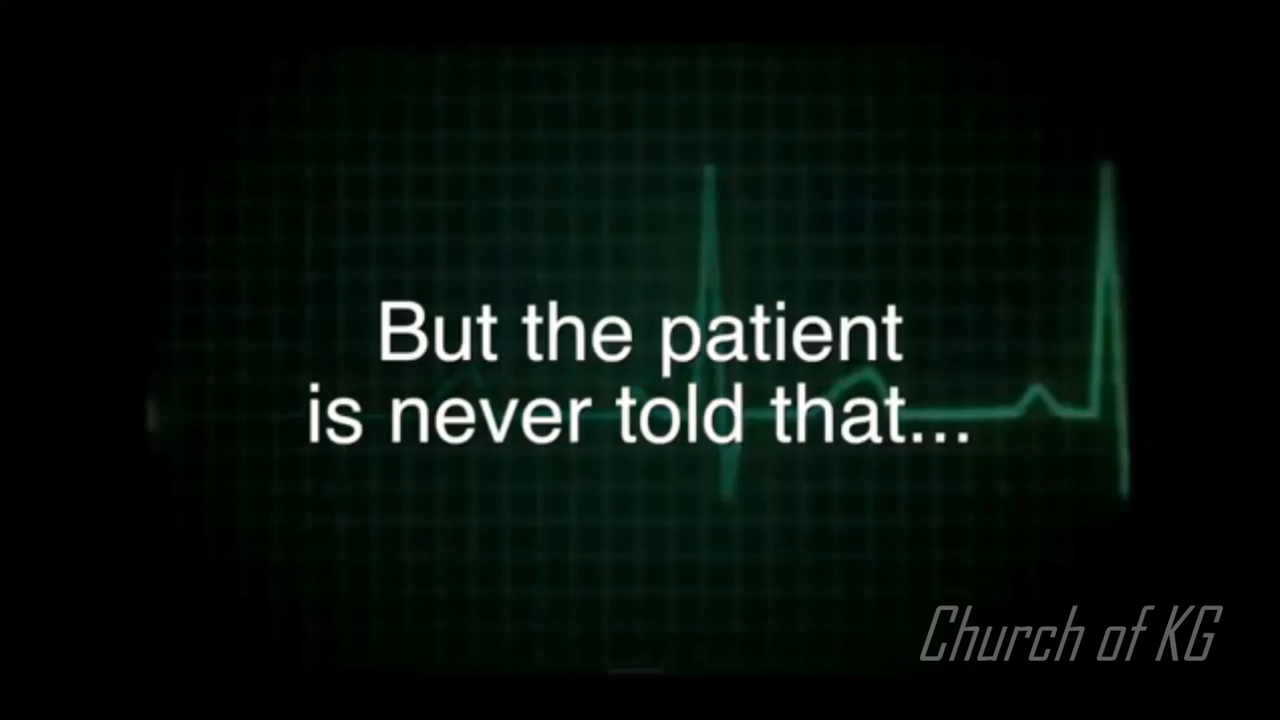 But the patient
is never told that...
Church of KG